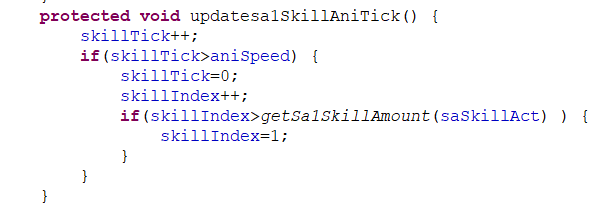 protected void updatesa1SkillAniTick() {
skillTick++;
if(skillTick>aniSpeed) {
skillTick=0;
skillIndex++;
if(skillIndex>getSa1SkillAmount(saSkillAct) ) {
skillIndex=1;
}
}
}